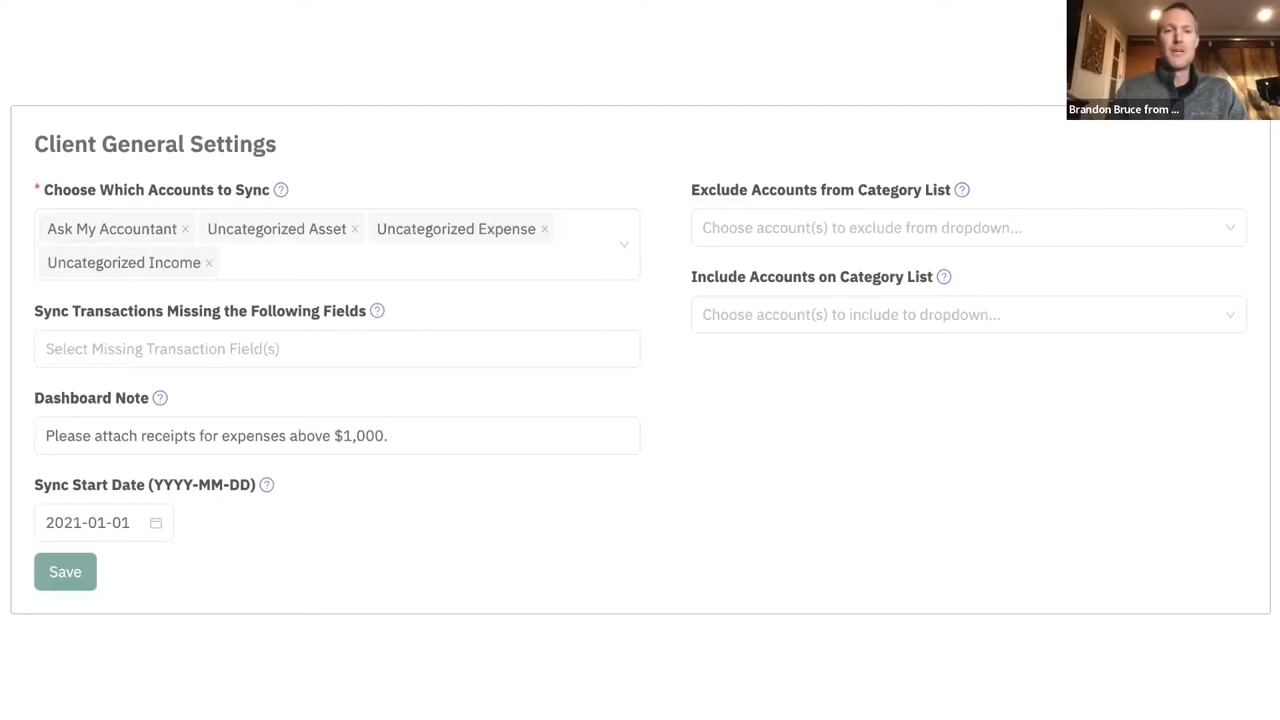 Brandon Bruce from ...
Client General Settings
* Choose Which Accounts to Sync ?
Ask My Accountant × Uncategorized Asset × Uncategorized Expense ×
Uncategorized Income ×
Sync Transactions Missing the Following Fields ?
Select Missing Transaction Field(s)
Dashboard Note ?
Please attach receipts for expenses above $1,000.
Sync Start Date (YYYY-MM-DD) ?
2021-01-01
Save
Exclude Accounts from Category List ?
Choose account(s) to exclude from dropdown...
Include Accounts on Category List ?
Choose account(s) to include to dropdown...